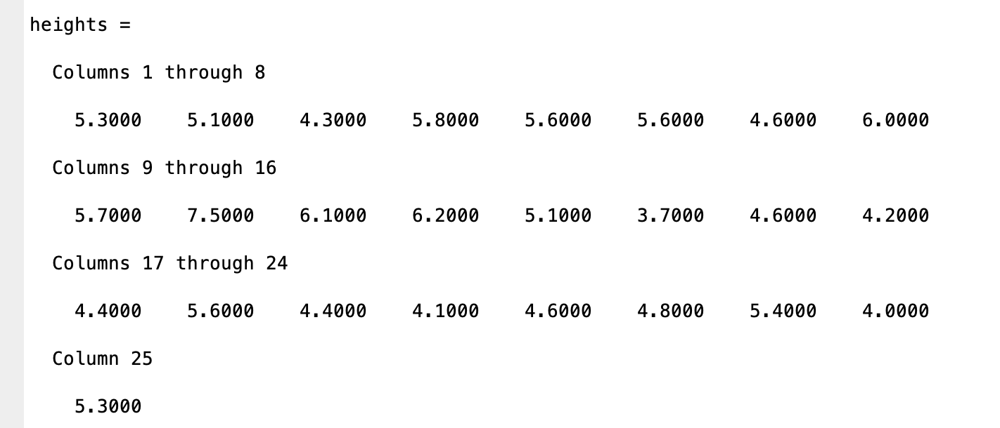 heights =
Columns 1 through 8
5.3000 5.1000 4.3000 5.8000 5.6000 5.6000 4.6000 6.0000
Columns 9 through 16
5.7000 7.5000 6.1000 6.2000 5.1000 3.7000 4.6000 4.2000
Columns 17 through 24
4.4000 5.6000 4.4000 4.1000 4.6000 4.8000 5.4000 4.0000
Column 25
5.3000